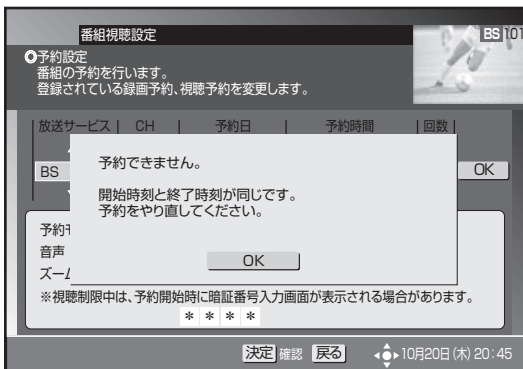 番組視聴設定
BS 101
予約設定
番組の予約を行います。
登録されている録画予約、視聴予約を変更します。
放送サービス | CH | 予約日 | 予約時間 | 回数 |
BS
OK
予約できません。
開始時刻と終了時刻が同じです。
予約をやり直してください。
OK
予約
音声
ズーム
※視聴制限中は、予約開始時に暗証番号入力画面が表示される場合があります。
* * * *
決定 確認 戻る 10月20日(木) 20:45